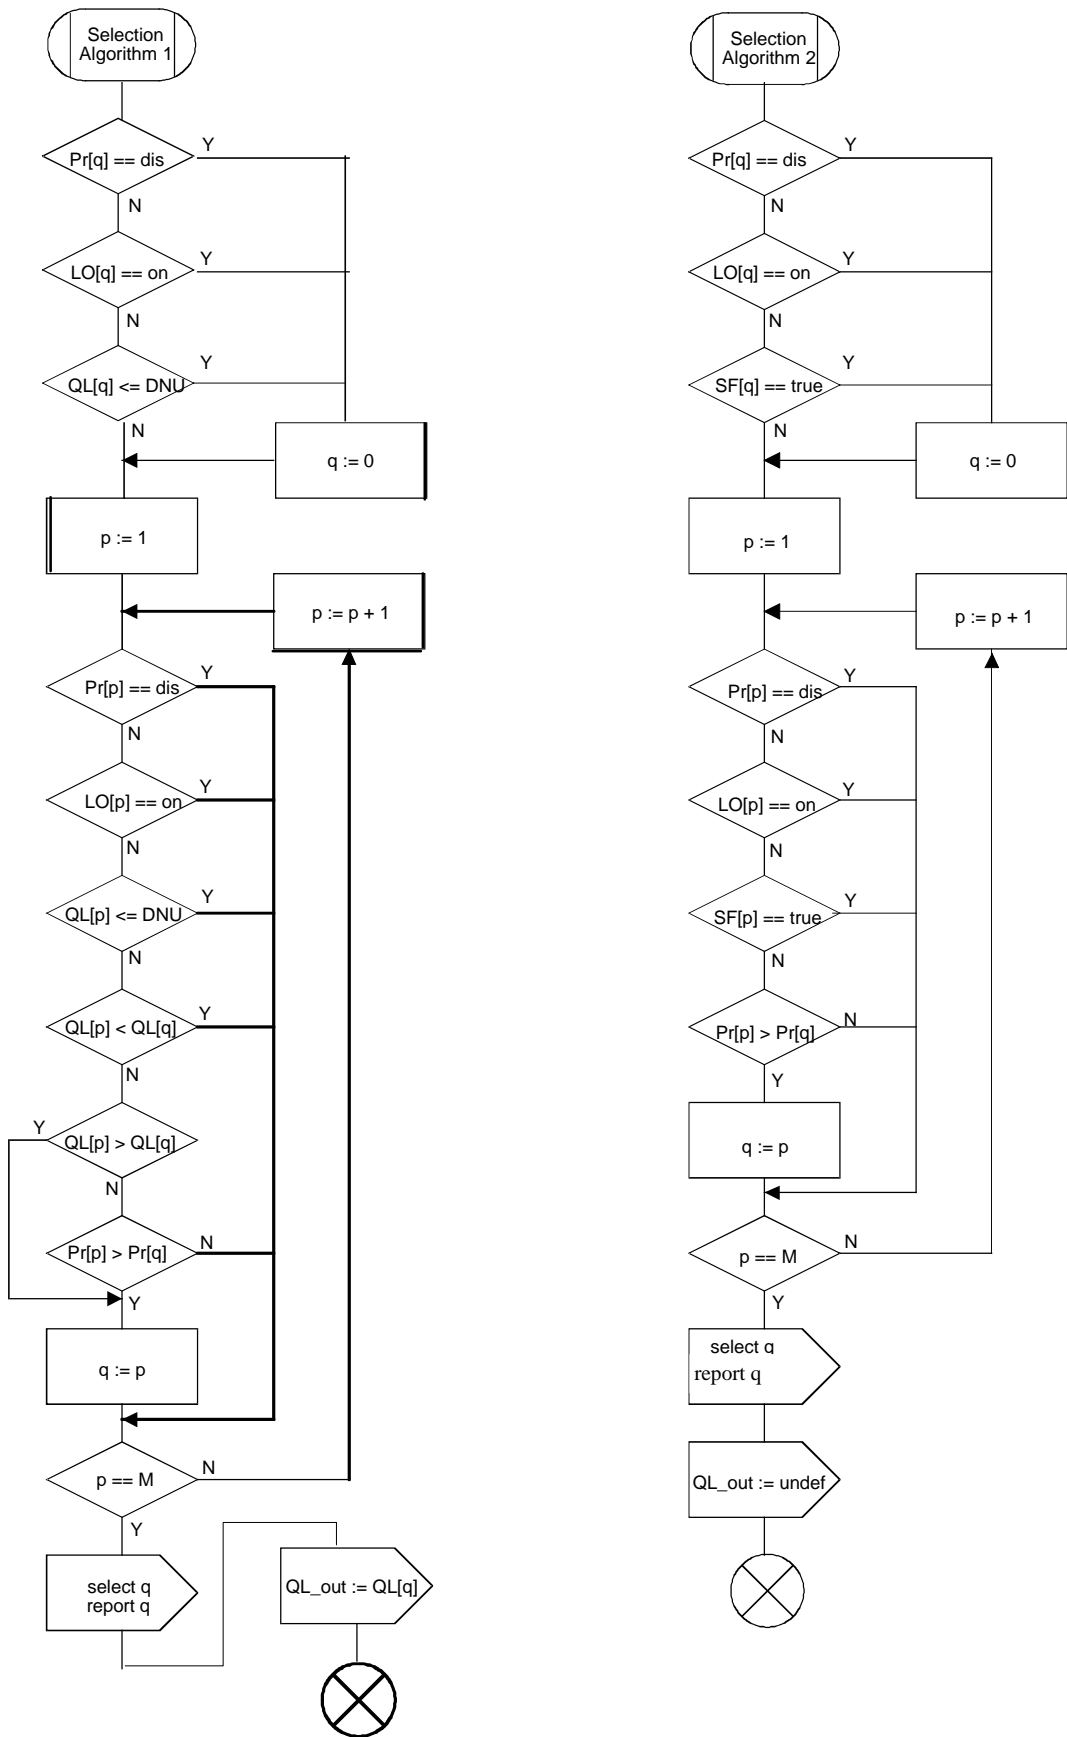 Selection
Algorithm 1
Pr[q] == dis
Y
N
LO[q] == on
Y
N
QL[q] <= DNU
Y
N
q := 0
p := 1
p := p + 1
Pr[p] == dis
Y
N
LO[p] == on
Y
N
QL[p] <= DNU
Y
N
QL[p] < QL[q]
Y
N
Y
QL[p] > QL[q]
N
Pr[p] > Pr[q]
N
Y
q := p
p == M
N
Y
select q
report q
QL_out := QL[q]
Selection
Algorithm 2
Pr[q] == dis
Y
N
LO[q] == on
Y
N
SF[q] == true
Y
N
q := 0
p := 1
p := p + 1
Pr[p] == dis
Y
N
LO[p] == on
Y
N
SF[p] == true
Y
N
Pr[p] > Pr[q]
N
Y
q := p
p == M
N
Y
select q
report q
QL_out := undef